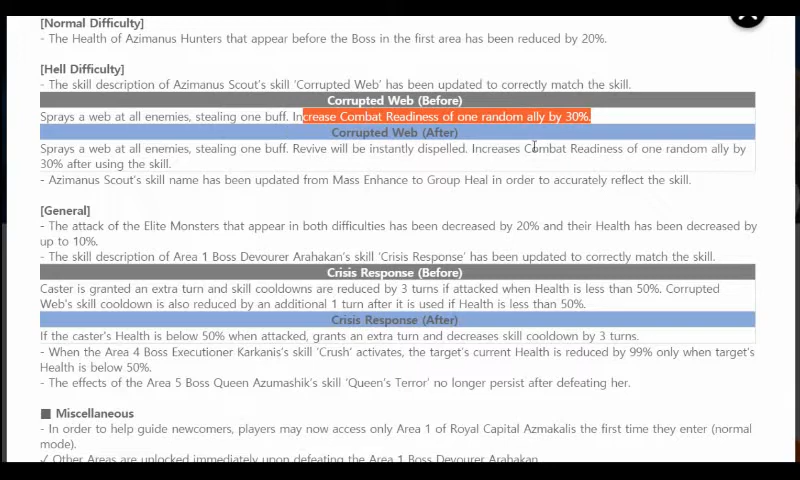 [Normal Difficulty]
- The Health of Azimanus Hunters that appear before the Boss in the first area has been reduced by 20%.
[Hell Difficulty]
- The skill description of Azimanus Scout's skill 'Corrupted Web' has been updated to correctly match the skill.
Corrupted Web (Before)
Sprays a web at all enemies, stealing one buff. Increase Combat Readiness of one random ally by 30%.
Corrupted Web (After)
Sprays a web at all enemies, stealing one buff. Revive will be instantly dispelled. Increases Combat Readiness of one random ally by
30% after using the skill.
- Azimanus Scout's skill name has been updated from Mass Enhance to Group Heal in order to accurately reflect the skill.
[General]
- The attack of the Elite Monsters that appear in both difficulties has been decreased by 20% and their Health has been decreased by
up to 10%.
- The skill description of Area 1 Boss Devourer Arahakan's skill 'Crisis Response' has been updated to correctly match the skill.
Crisis Response (Before)
Caster is granted an extra turn and skill cooldowns are reduced by 3 turns if attacked when Health is less than 50%. Corrupted
Web's skill cooldown is also reduced by an additional 1 turn after it is used if Health is less than 50%.
Crisis Response (After)
If the caster's Health is below 50% when attacked, grants an extra turn and decreases skill cooldown by 3 turns.
- When the Area 4 Boss Executioner Karkanis's skill 'Crush' activates, the target's current Health is reduced by 99% only when target's
Health is below 50%.
- The effects of the Area 5 Boss Queen Azumashik's skill 'Queen's Terror' no longer persist after defeating her.
■ Miscellaneous
- In order to help guide newcomers, players may now access only Area 1 of Royal Capital Azmakalis the first time they enter (normal
mode).
✓ Other Areas are unlocked immediately upon defeating the Area 1 Boss Devourer Arahakan.